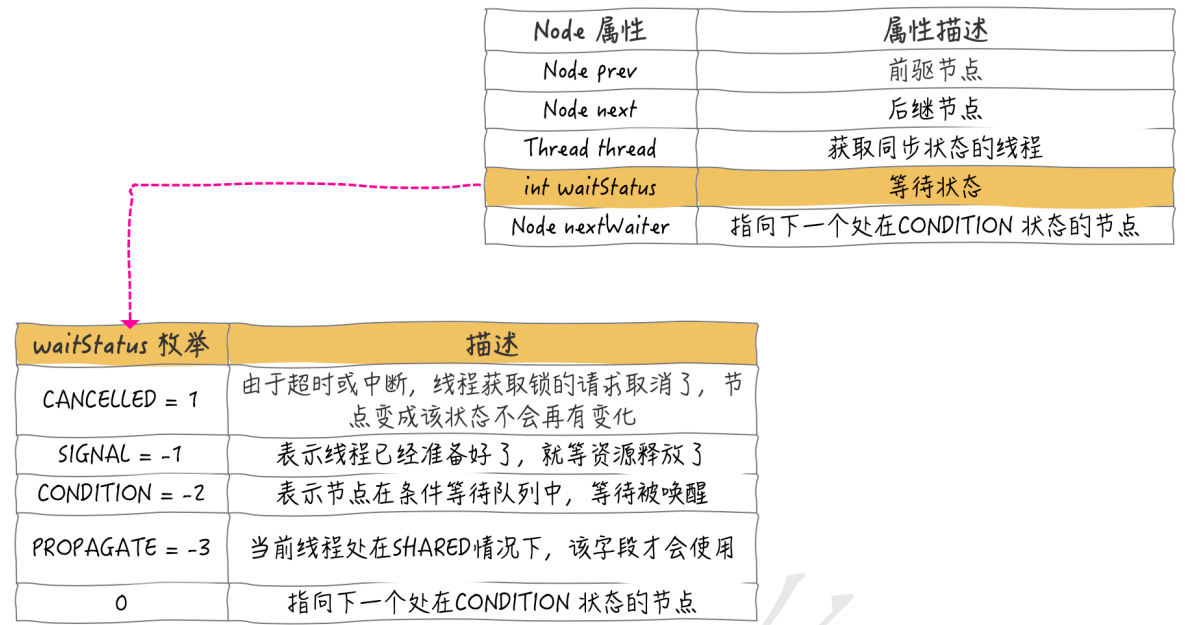 Node 属性 属性描述
Node prev 前驱节点
Node next 后继节点
Thread thread 获取同步状态的线程
int waitStatus 等待状态
Node nextWaiter 指向下一个处在CONDITION 状态的节点
waitStatus 枚举 描述
CANCELLED = 1 由于超时或中断，线程获取锁的请求取消了，节
点变成该状态不会再有变化
SIGNAL = -1 表示线程已经准备好了，就等资源释放了
CONDITION = -2 表示节点在条件等待队列中，等待被唤醒
PROPAGATE = -3 当前线程处在SHARED情况下，该字段才会使用
0 指向下一个处在CONDITION 状态的节点